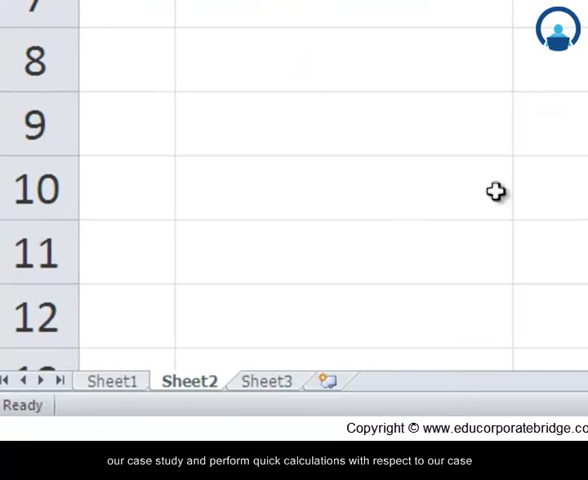 8
9
10
11
12
Sheet1 Sheet2 Sheet3
Ready
Copyright © www.educorporatebridge.co
our case study and perform quick calculations with respect to our case